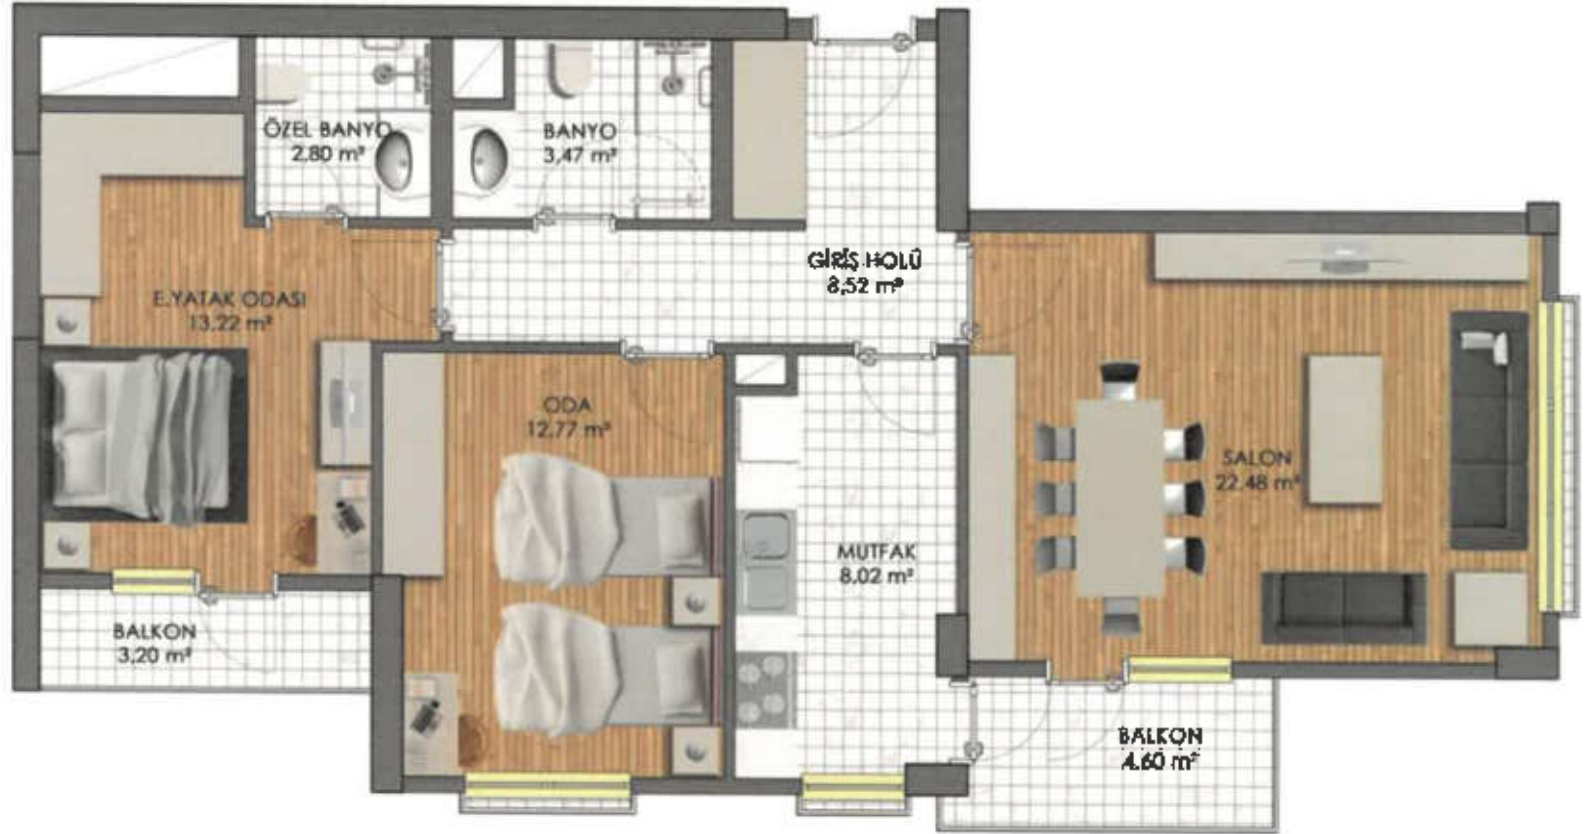 ÖZEL BANYO
2.80 m²
BANYO
3.47 m²
GİRİŞ HOLÜ
8,52 m²
E.YATAK ODASI
13.22 m²
ODA
12.77 m²
SALON
22.48 m²
MUTFAK
8.02 m²
BALKON
3.20 m²
BALKON
4.60 m²